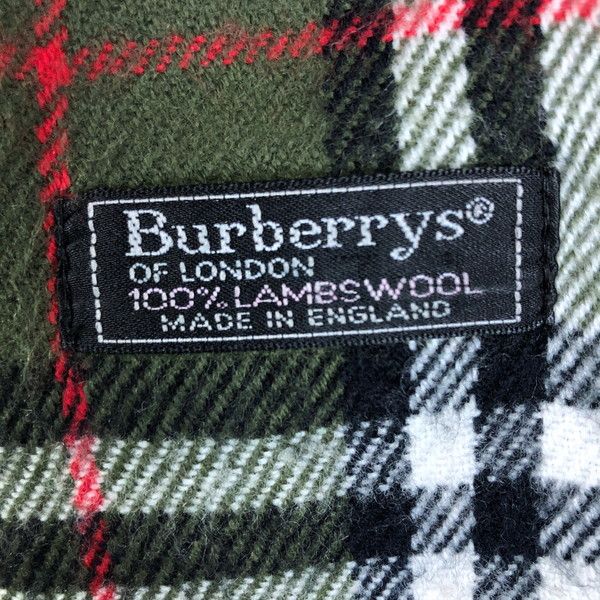 Burberrys®
OF LONDON
100% LAMBSWOOL
MADE IN ENGLAND